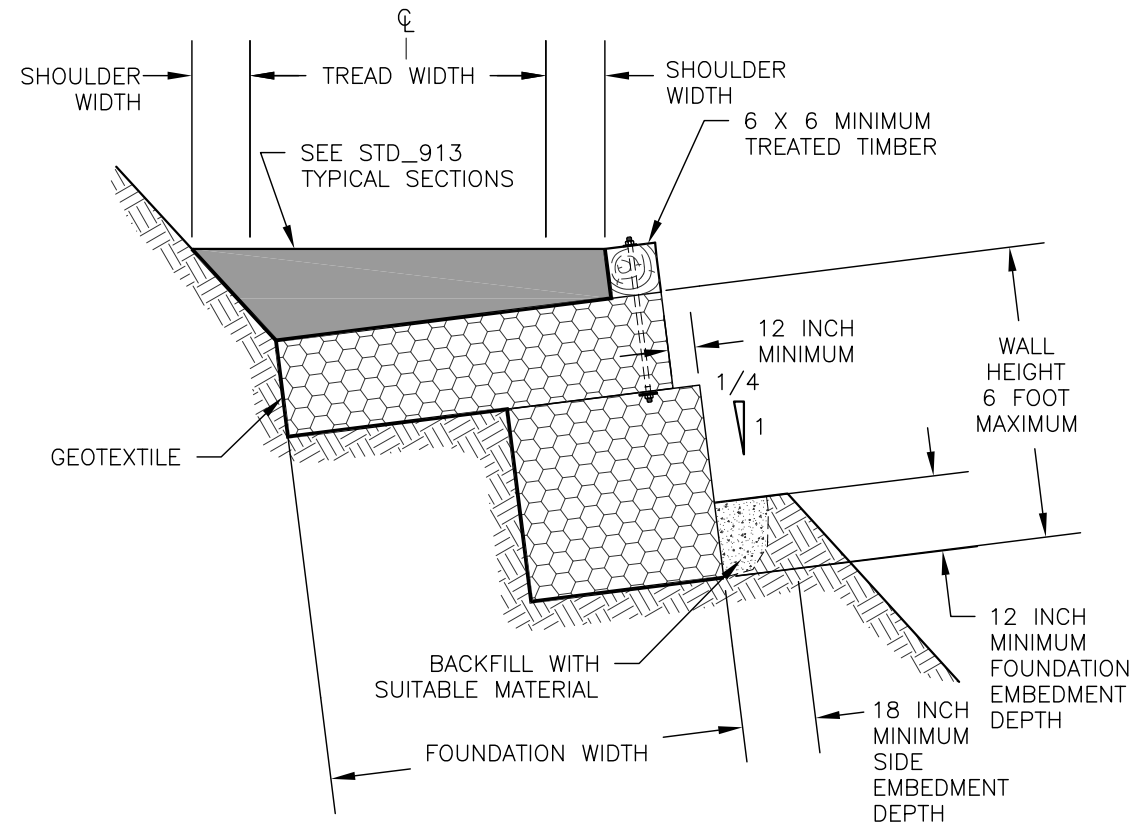 ℄
SHOULDER
WIDTH
TREAD WIDTH
SHOULDER
WIDTH
6 X 6 MINIMUM
TREATED TIMBER
SEE STD_913
TYPICAL SECTIONS
12 INCH
MINIMUM
1/4
1
WALL
HEIGHT
6 FOOT
MAXIMUM
GEOTEXTILE
BACKFILL WITH
SUITABLE MATERIAL
12 INCH
MINIMUM
FOUNDATION
EMBEDMENT
DEPTH
18 INCH
MINIMUM
SIDE
EMBEDMENT
DEPTH
FOUNDATION WIDTH